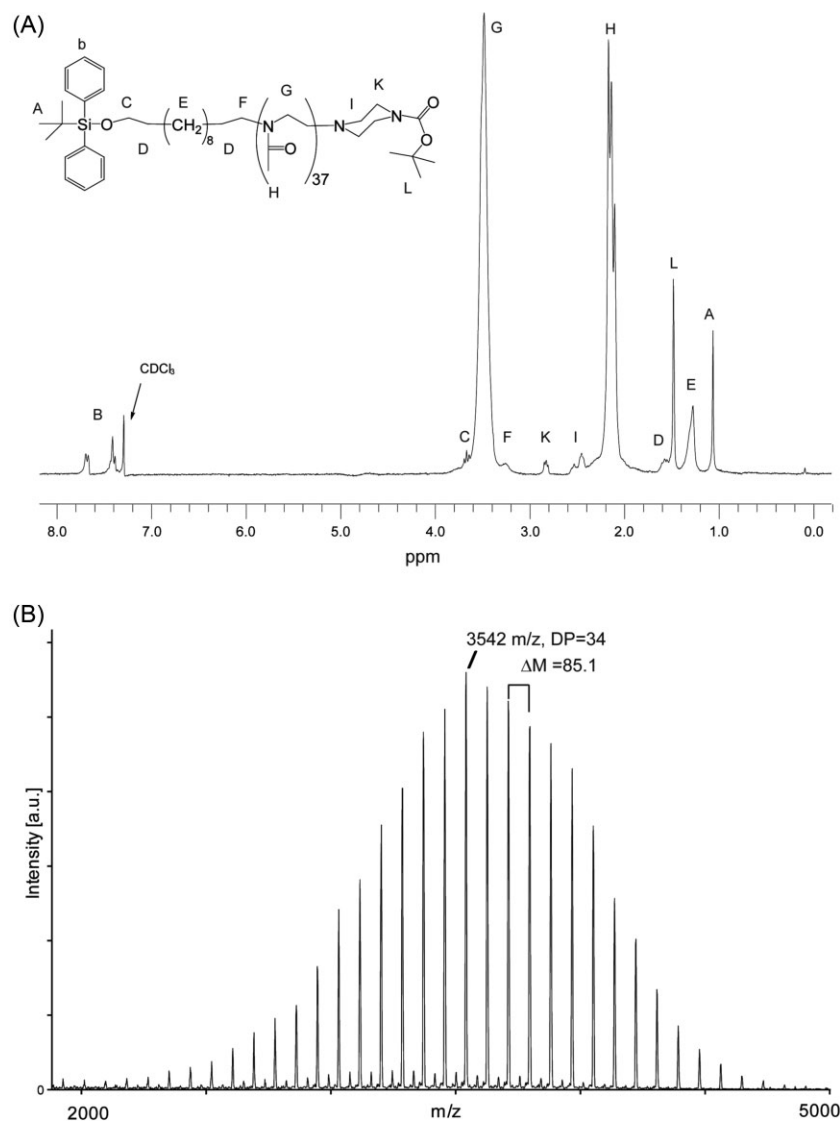 (A)
G
H
b
A
Si
O
C
D
(CH2)8
E
D
F
N
O
H
G
37
I
N
K
N
O
O
L
CDCl3
B
C
F
K
I
D
L
E
A
8.0 7.0 6.0 5.0 4.0 3.0 2.0 1.0 0.0
ppm
(B)
3542 m/z, DP=34
ΔM =85.1
Intensity [a.u.]
0
2000 m/z 5000